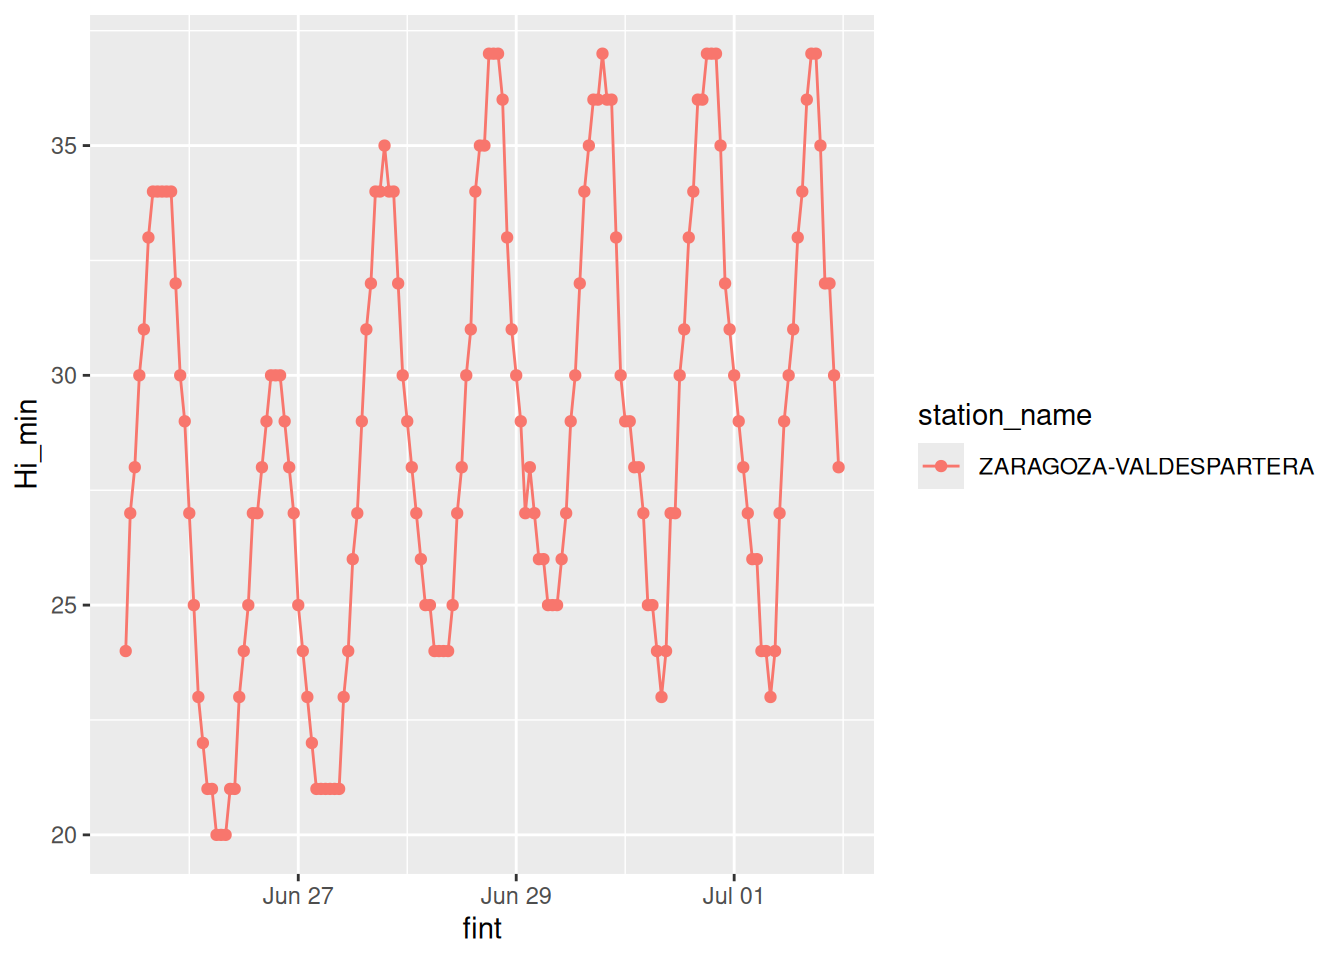 35
30
25
20
Hi_min
Jun 27
Jun 29
Jul 01
fint
station_name
ZARAGOZA-VALDESPARTERA